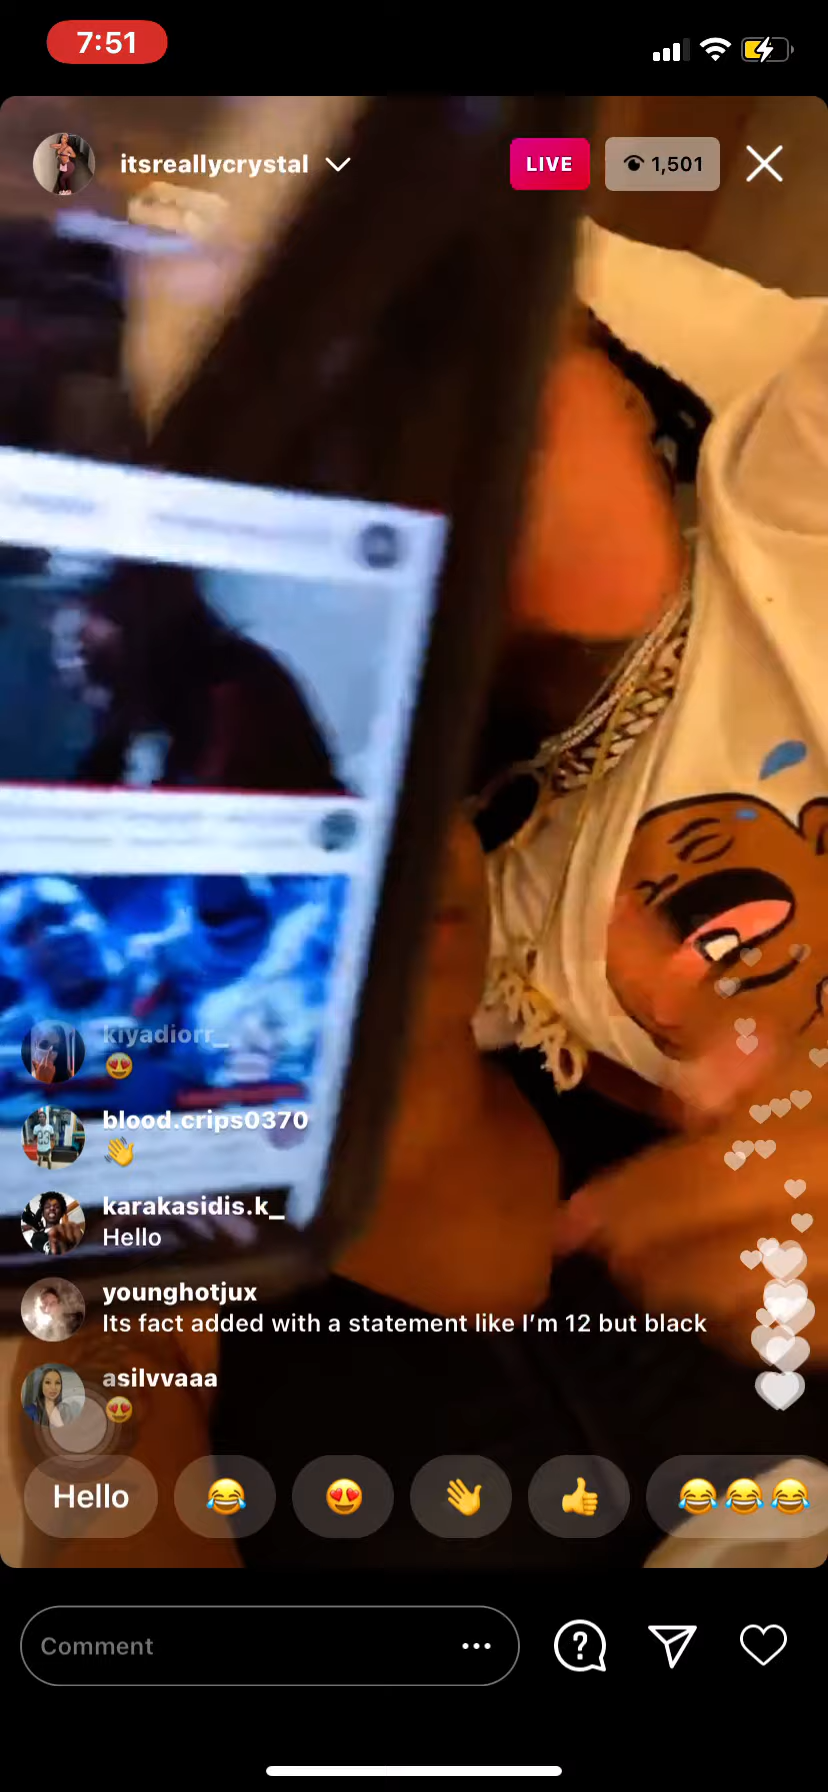 7:51
itsreallycrystal
LIVE
1,501
kiyadiorr_
😍
blood.crips0370
👋
karakasidis.k_
Hello
younghotjux
Its fact added with a statement like I'm 12 but black
asilvvaaa
😍
Hello 😂 😍 👋 👍 😂😂😂
Comment